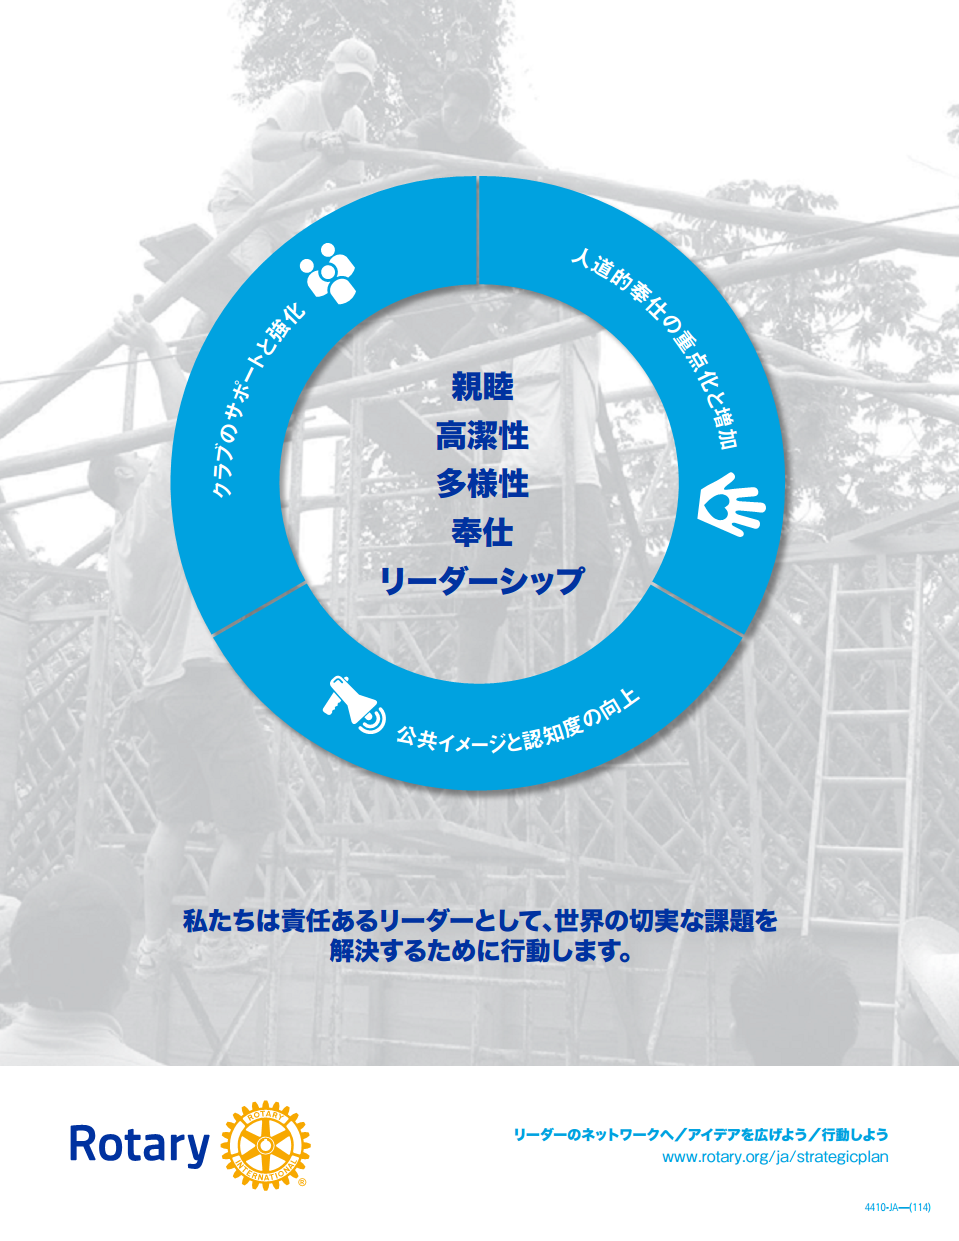 クラブのサポートと強化
人道的奉仕の重点化と増加
親睦
高潔性
多様性
奉仕
リーダーシップ
公共イメージと認知度の向上
私たちは責任あるリーダーとして、世界の切実な課題を
解決するために行動します。
Rotary
ROTARY
INTERNATIONAL
®
リーダーのネットワークへ／アイデアを広げよう／行動しよう
www.rotary.org/ja/strategicplan
4410-JA—(114)